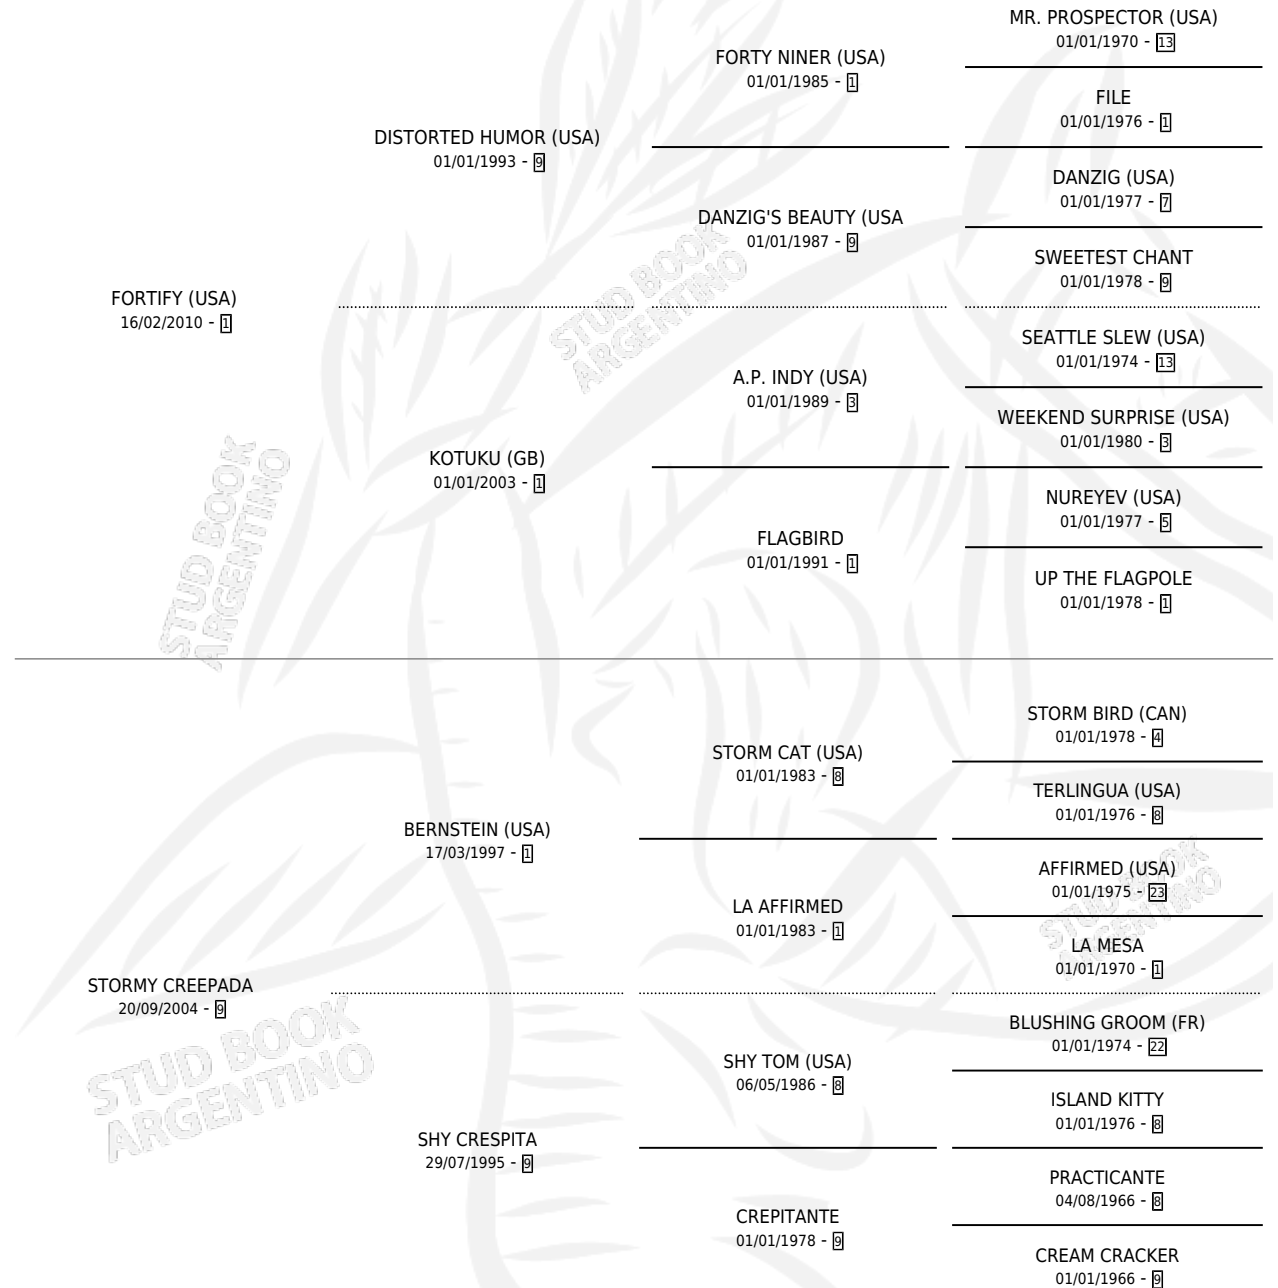 MR. PROSPECTOR (USA)
01/01/1970 - 13
FORTY NINER (USA)
01/01/1985 - 1
FILE
01/01/1976 - 1
DISTORTED HUMOR (USA)
01/01/1993 - 9
DANZIG (USA)
01/01/1977 - 7
DANZIG'S BEAUTY (USA
01/01/1987 - 9
SWEETEST CHANT
01/01/1978 - 9
FORTIFY (USA)
16/02/2010 - 1
STUD BOOK
ARGENTINO
SEATTLE SLEW (USA)
01/01/1974 - 13
A.P. INDY (USA)
01/01/1989 - 3
WEEKEND SURPRISE (USA)
01/01/1980 - 3
KOTUKU (GB)
01/01/2003 - 1
NUREYEV (USA)
01/01/1977 - 5
FLAGBIRD
01/01/1991 - 1
UP THE FLAGPOLE
01/01/1978 - 1
STUD BOOK
ARGENTINO
STORM BIRD (CAN)
01/01/1978 - 4
STORM CAT (USA)
01/01/1983 - 8
TERLINGUA (USA)
01/01/1976 - 8
BERNSTEIN (USA)
17/03/1997 - 1
AFFIRMED (USA)
01/01/1975 - 23
LA AFFIRMED
01/01/1983 - 1
LA MESA
01/01/1970 - 1
STUD BOOK
ARGENTINO
STORMY CREEPADA
20/09/2004 - 9
STUD BOOK
ARGENTINO
BLUSHING GROOM (FR)
01/01/1974 - 22
SHY TOM (USA)
06/05/1986 - 8
ISLAND KITTY
01/01/1976 - 8
SHY CRESPITA
29/07/1995 - 9
PRACTICANTE
04/08/1966 - 8
CREPITANTE
01/01/1978 - 9
CREAM CRACKER
01/01/1966 - 9